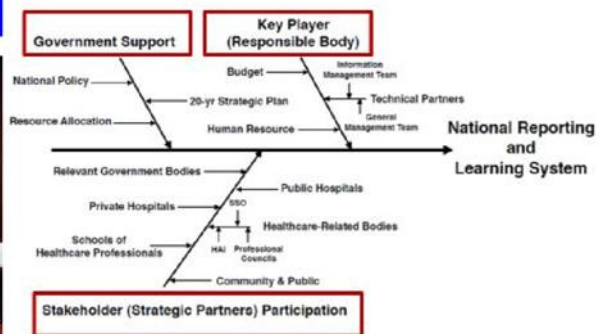 Government Support
Key Player
(Responsible Body)
National Policy
Resource Allocation
20-yr Strategic Plan
Budget
Human Resource
Information
Management Team
Technical Partners
General
Management Team
National Reporting
and
Learning System
Relevant Government Bodies
Public Hospitals
Private Hospitals
SSO
Healthcare-Related Bodies
HAI
Professional
Councils
Schools of
Healthcare Professionals
Community & Public
Stakeholder (Strategic Partners) Participation